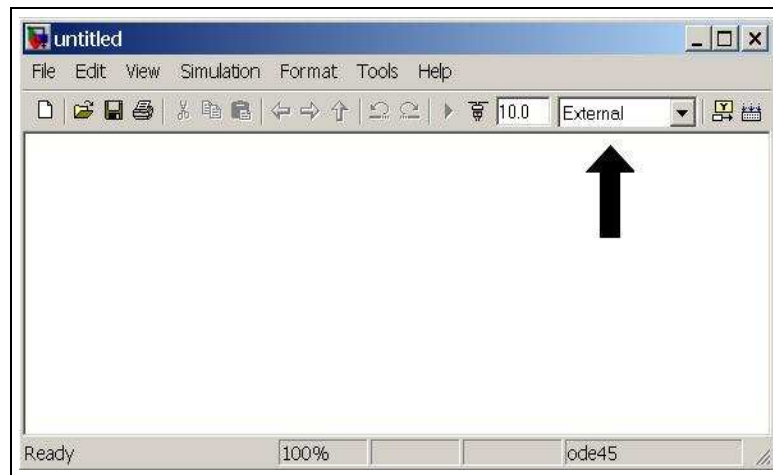 untitled
File Edit View Simulation Format Tools Help
10.0 External
Ready 100% ode45